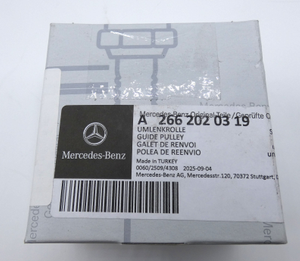 Mercedes-Benz Original-Teile / Geprüfte
A 266 202 03 19
UMLENKROLLE
GUIDE PULLEY
GALET DE RENVOI
POLEA DE REENVIO
Made in TURKEY
0060/2509/4308 2025-09-04
Mercedes-Benz AG, Mercedesstr.120, 70372 Stuttgart,
Mercedes-Benz